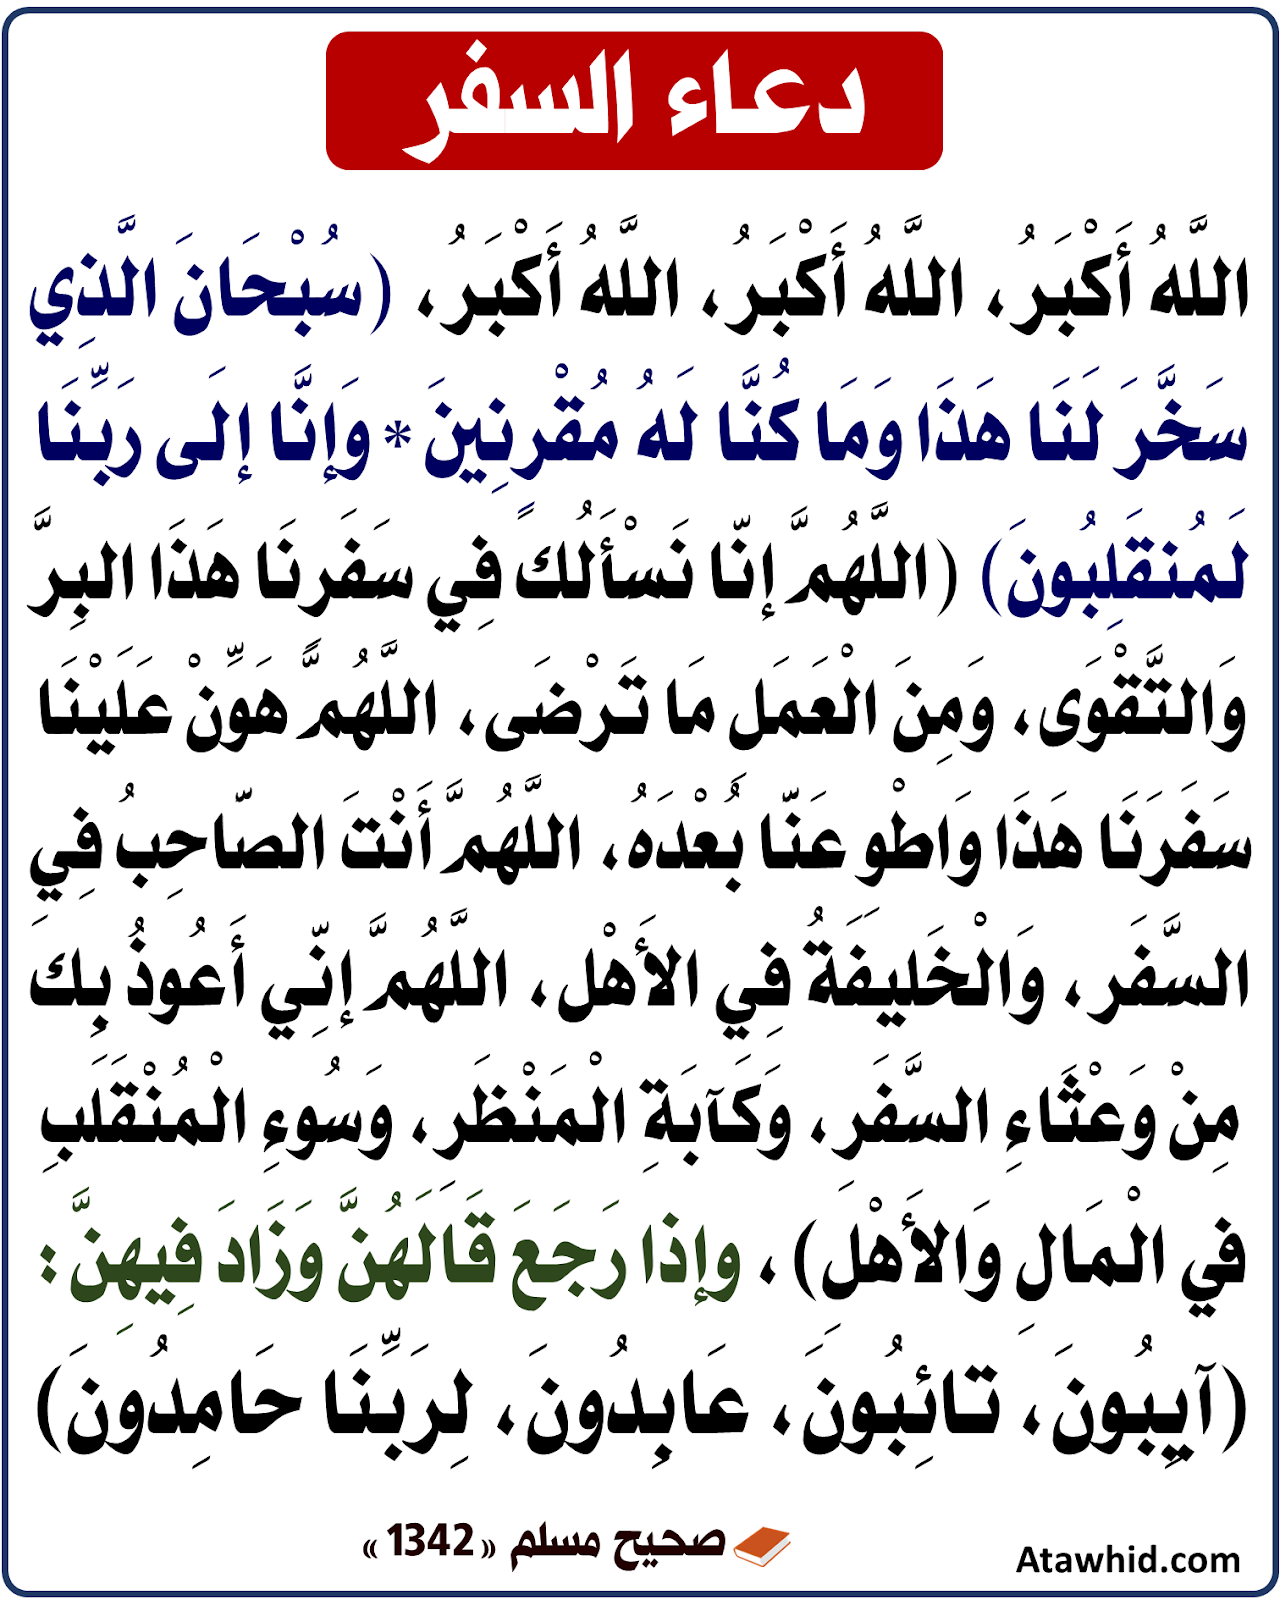 دعاء السفر
اللَّهُ أَكْبَرُ، اللَّهُ أَكْبَرُ، اللَّهُ أَكْبَرُ، (سُبْحَانَ الَّذِي
سَخَّرَ لَنَا هَذَا وَمَا كُنَّا لَهُ مُقْرِنِينَ * وَإِنَّا إِلَى رَبِّنَا
لَمُنقَلِبُونَ) (اللَّهُمَّ إِنّا نَسْأَلُكَ فِي سَفَرِنَا هَذَا البِرَّ
وَالتَّقْوَى، وَمِنَ الْعَمَلِ مَا تَرْضَى، اللَّهُمَّ هَوِّنْ عَلَيْنَا
سَفَرَنَا هَذَا وَاطْوِ عَنّا بُعْدَهُ، اللَّهُمَّ أَنْتَ الصّاحِبُ فِي
السَّفَرِ، وَالْخَلِيفَةُ فِي الأَهْلِ، اللَّهُمَّ إِنِّي أَعُوذُ بِكَ
مِنْ وَعْثَاءِ السَّفَرِ، وَكَآبَةِ الْمَنْظَرِ، وَسُوءِ الْمُنْقَلَبِ
فِي الْمَالِ وَالأَهْلِ)، وإذا رَجَعَ قَالَهُنَّ وَزَادَ فِيهِنَّ :
(آيِبُونَ، تَائِبُونَ، عَابِدُونَ، لِرَبِّنَا حَامِدُونَ)
صحيح مسلم «1342»
Atawhid.com